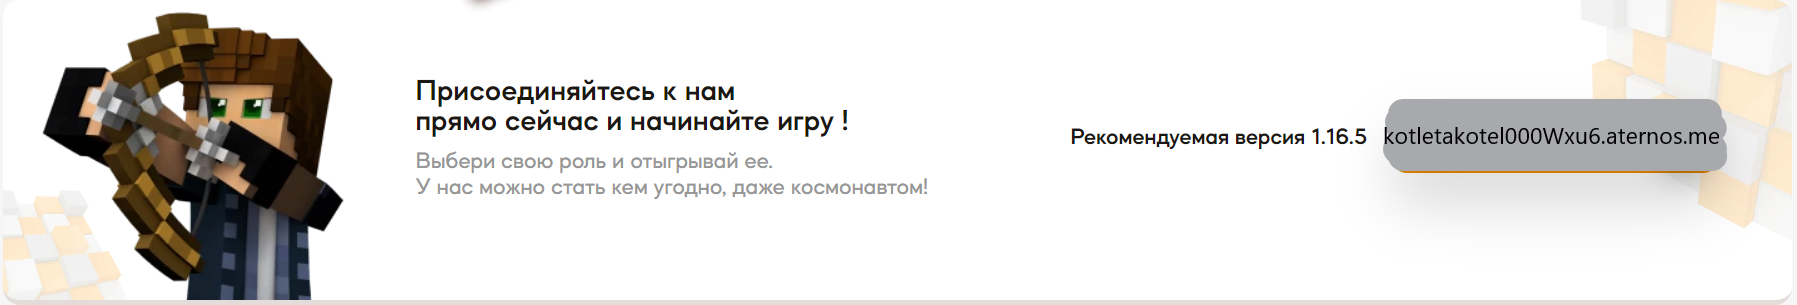 Присоединяйтесь к нам
прямо сейчас и начинайте игру !
Выбери свою роль и отыгрывай ее.
У нас можно стать кем угодно, даже космонавтом!
Рекомендуемая версия 1.16.5
kotletakotel000Wxu6.aternos.me